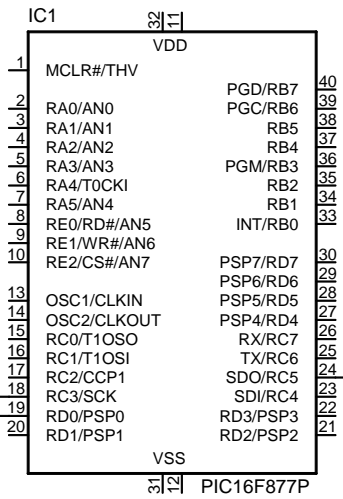 IC1
32 11
VDD
1 MCLR#/THV
PGD/RB7 40
2 RA0/AN0 PGC/RB6 39
3 RA1/AN1 RB5 38
4 RA2/AN2 RB4 37
5 RA3/AN3 PGM/RB3 36
6 RA4/T0CKI RB2 35
7 RA5/AN4 RB1 34
8 RE0/RD#/AN5 INT/RB0 33
9 RE1/WR#/AN6
10 RE2/CS#/AN7 PSP7/RD7 30
PSP6/RD6 29
13 OSC1/CLKIN PSP5/RD5 28
14 OSC2/CLKOUT PSP4/RD4 27
15 RC0/T1OSO RX/RC7 26
16 RC1/T1OSI TX/RC6 25
17 RC2/CCP1 SDO/RC5 24
18 RC3/SCK SDI/RC4 23
19 RD0/PSP0 RD3/PSP3 22
20 RD1/PSP1 RD2/PSP2 21
VSS
31 12 PIC16F877P